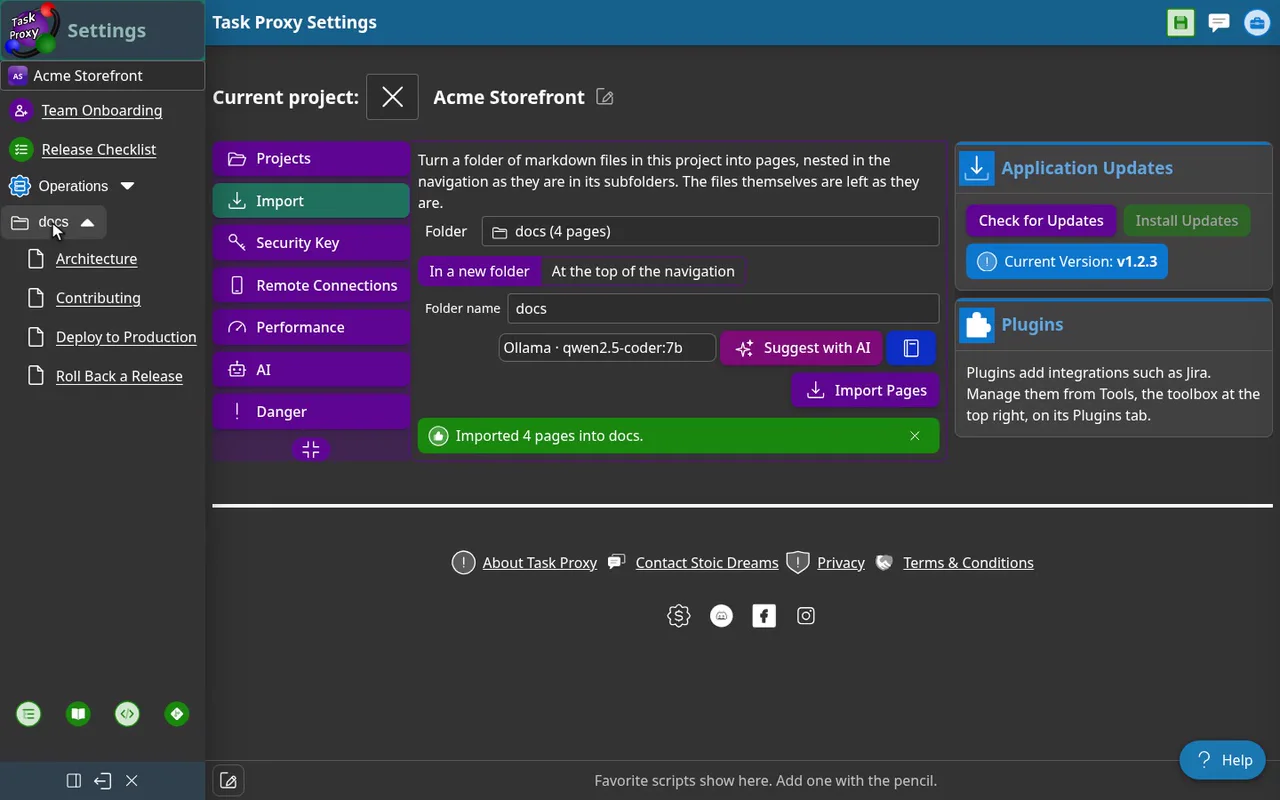 Task Proxy
Settings
Task Proxy Settings
AS Acme Storefront
Team Onboarding
Release Checklist
Operations
docs
Architecture
Contributing
Deploy to Production
Roll Back a Release
Current project:
Acme Storefront
Projects
Import
Security Key
Remote Connections
Performance
AI
Danger
Turn a folder of markdown files in this project into pages, nested in the
navigation as they are in its subfolders. The files themselves are left as they
are.
Folder
docs (4 pages)
In a new folder
At the top of the navigation
Folder name
docs
Ollama · qwen2.5-coder:7b
Suggest with AI
Import Pages
Imported 4 pages into docs.
Application Updates
Check for Updates
Install Updates
Current Version: v1.2.3
Plugins
Plugins add integrations such as Jira.
Manage them from Tools, the toolbox at the
top right, on its Plugins tab.
About Task Proxy
Contact Stoic Dreams
Privacy
Terms & Conditions
Favorite scripts show here. Add one with the pencil.
Help